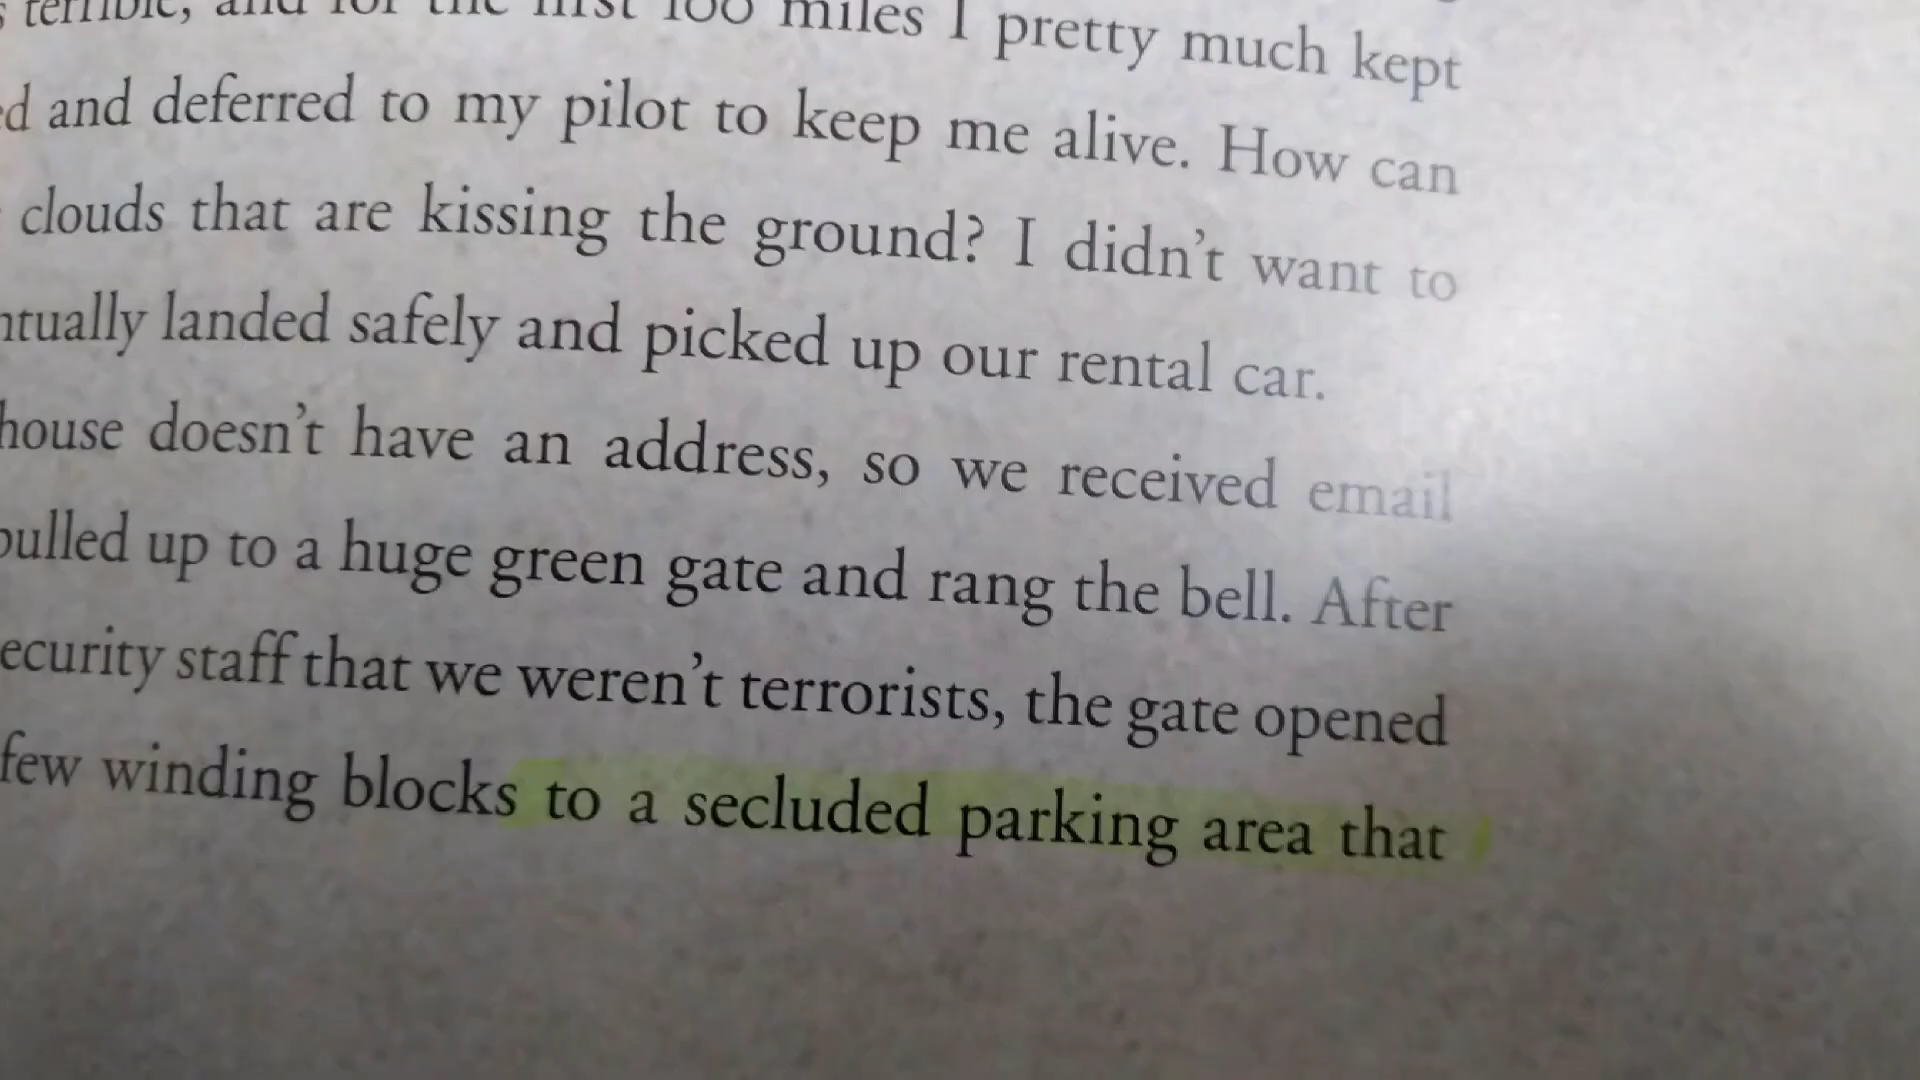 terrible, and for the first 100 miles I pretty much kept
and deferred to my pilot to keep me alive. How can
clouds that are kissing the ground? I didn't want to
landed safely and picked up our rental car.
house doesn't have an address, so we received email
pulled up to a huge green gate and rang the bell. After
ecurity staff that we weren't terrorists, the gate opened
few winding blocks to a secluded parking area that